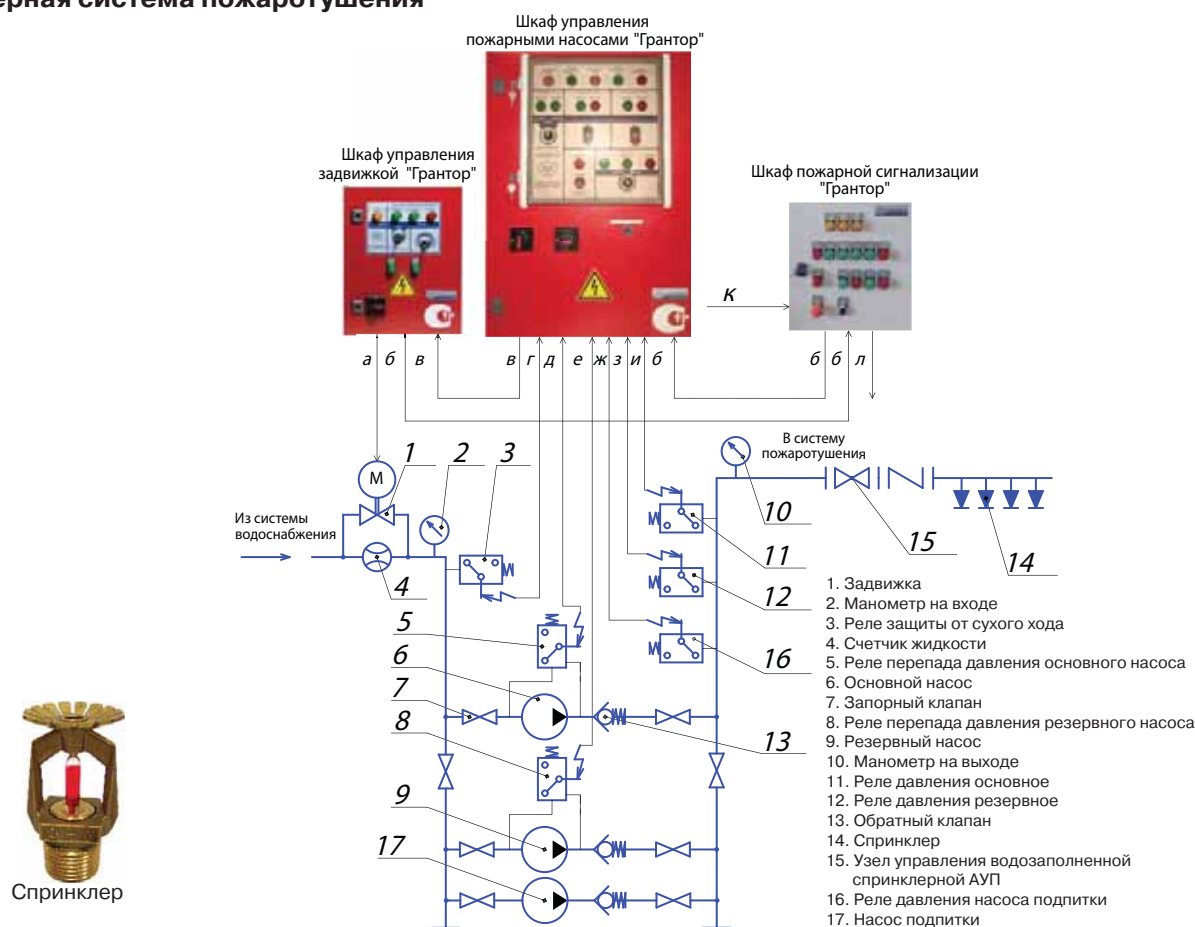 ерная система пожаротушения
Шкаф управления
пожарными насосами "Грантор"
Шкаф управления
задвижкой "Грантор"
Шкаф пожарной сигнализации
"Грантор"
к
а б в
в г д е ж з и б
б б л
1
2
3
М
Из системы
водоснабжения
4
5
6
7
8
9
17
10
11
12
16
13
В систему
пожаротушения
15
14
1. Задвижка
2. Манометр на входе
3. Реле защиты от сухого хода
4. Счетчик жидкости
5. Реле перепада давления основного насоса
6. Основной насос
7. Запорный клапан
8. Реле перепада давления резервного насоса
9. Резервный насос
10. Манометр на выходе
11. Реле давления основное
12. Реле давления резервное
13. Обратный клапан
14. Спринклер
15. Узел управления водозаполненной
спринклерной АУП
16. Реле давления насоса подпитки
17. Насос подпитки
Спринклер